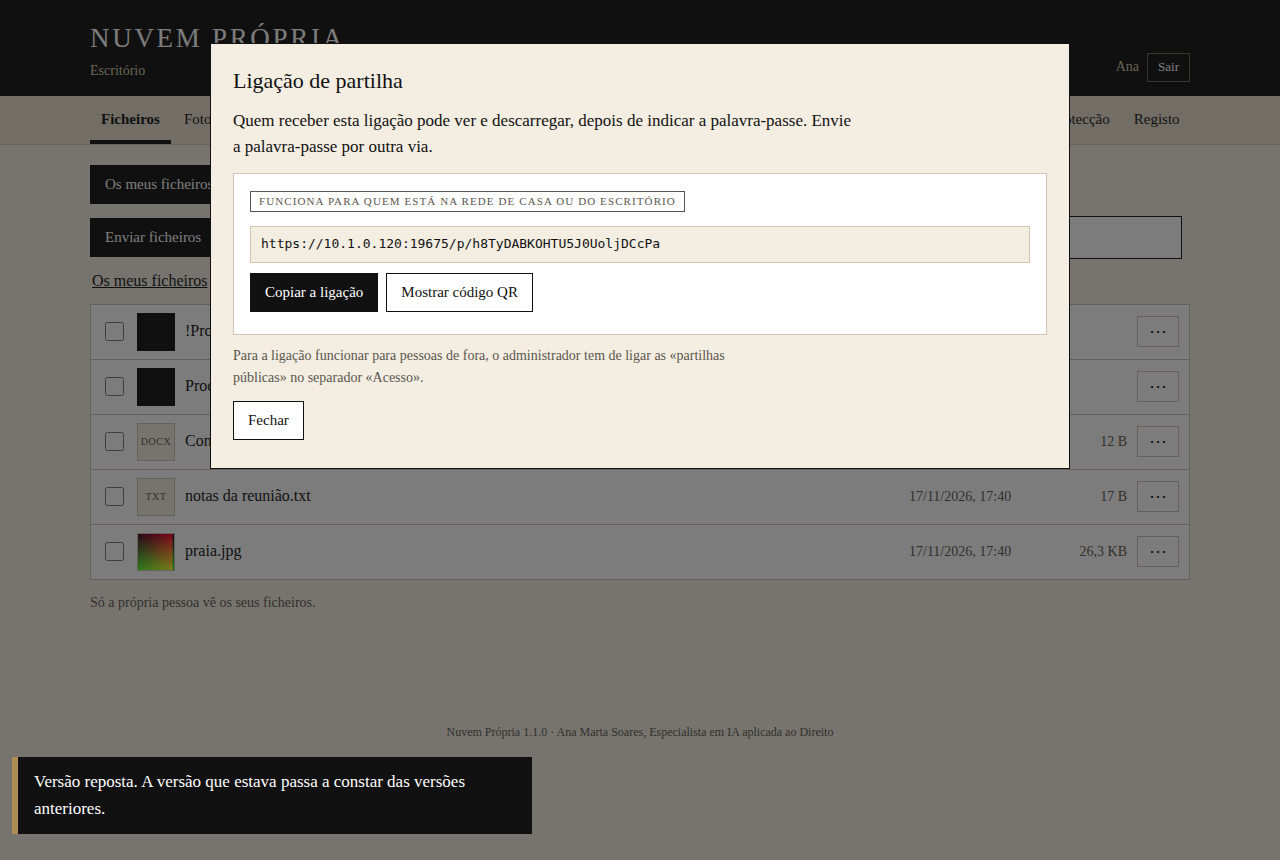 NUVEM PRÓPRIA
Escritório
Ana
Sair
Ficheiros
Registo
Ligação de partilha
Quem receber esta ligação pode ver e descarregar, depois de indicar a palavra-passe. Envie
a palavra-passe por outra via.
FUNCIONA PARA QUEM ESTÁ NA REDE DE CASA OU DO ESCRITÓRIO
https://10.1.0.120:19675/p/h8TyDABKOHTU5J0UoljDCcPa
Copiar a ligação
Mostrar código QR
Para a ligação funcionar para pessoas de fora, o administrador tem de ligar as «partilhas
públicas» no separador «Acesso».
Fechar
Os meus ficheiros
Enviar ficheiros
Os meus ficheiros
DOCX
12 B
TXT
notas da reunião.txt
17/11/2026, 17:40
17 B
praia.jpg
17/11/2026, 17:40
26,3 KB
Só a própria pessoa vê os seus ficheiros.
Nuvem Própria 1.1.0 · Ana Marta Soares, Especialista em IA aplicada ao Direito
Versão reposta. A versão que estava passa a constar das versões
anteriores.